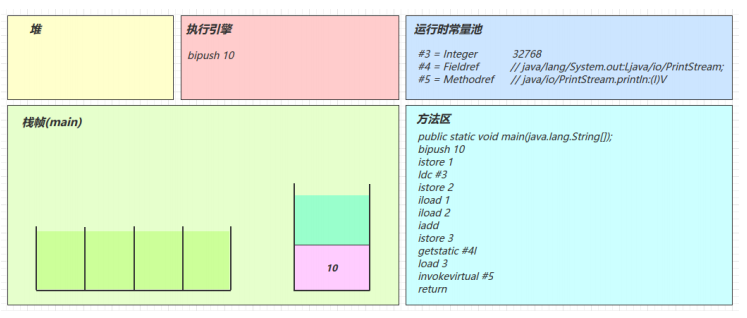 堆
执行引擎
bipush 10
运行时常量池
#3 = Integer 32768
#4 = Fieldref // java/lang/System.out:Ljava/io/PrintStream;
#5 = Methodref // java/io/PrintStream.println:(I)V
栈帧(main)
10
方法区
public static void main(java.lang.String[]);
bipush 10
istore 1
ldc #3
istore 2
iload 1
iload 2
iadd
istore 3
getstatic #4l
load 3
invokevirtual #5
return